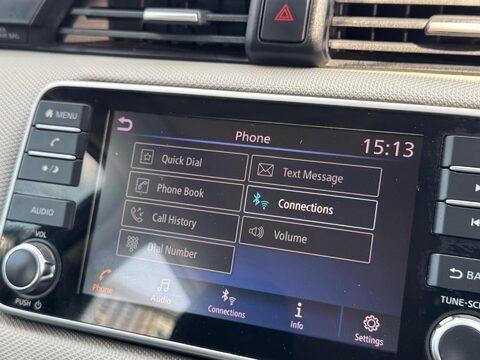 MENU
AUDIO
VOL
PUSH
Phone
15:13
Quick Dial
Text Message
Phone Book
Connections
Call History
Volume
Dial Number
Phone
Audio
Connections
Info
Settings
BA
TUNE-SC